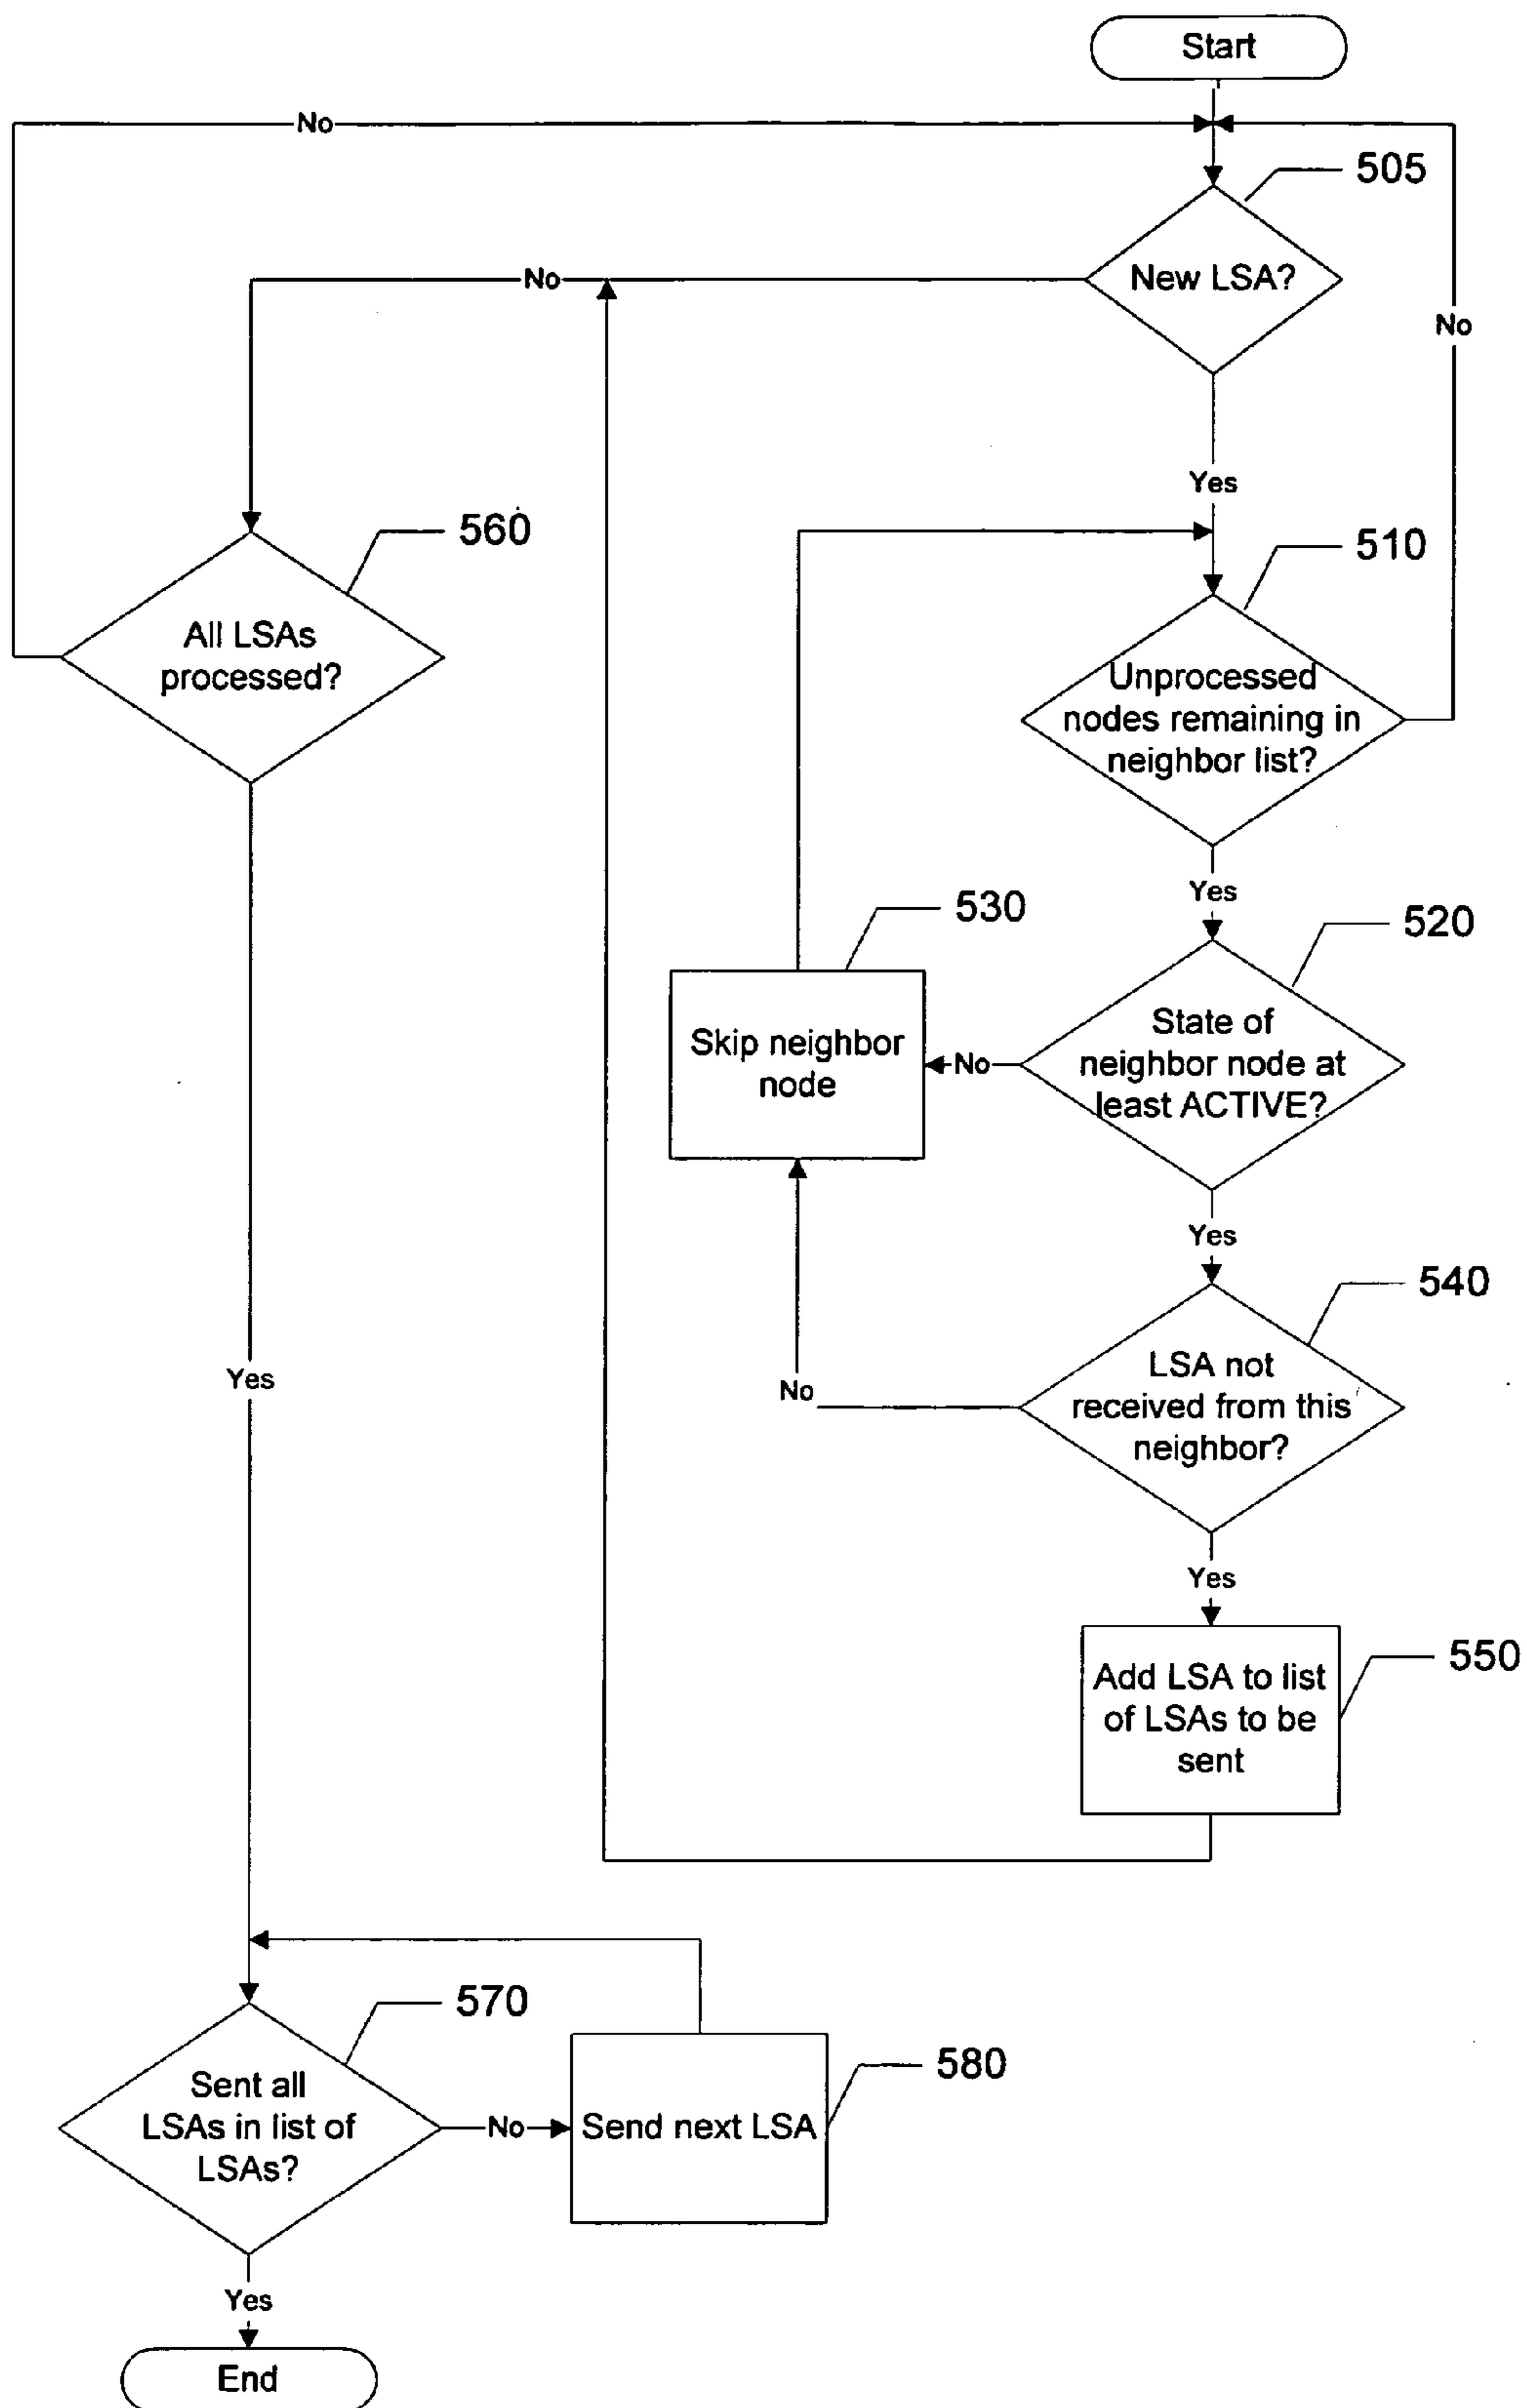 Start
No
505
New LSA?
No
No
Yes
560
510
All LSAs
processed?
Unprocessed
nodes remaining in
neighbor list?
Yes
530
520
Skip neighbor
node
No
State of
neighbor node at
least ACTIVE?
Yes
540
Yes
No
LSA not
received from this
neighbor?
Yes
550
Add LSA to list
of LSAs to be
sent
570
580
Sent all
LSAs in list of
LSAs?
No
Send next LSA
Yes
End